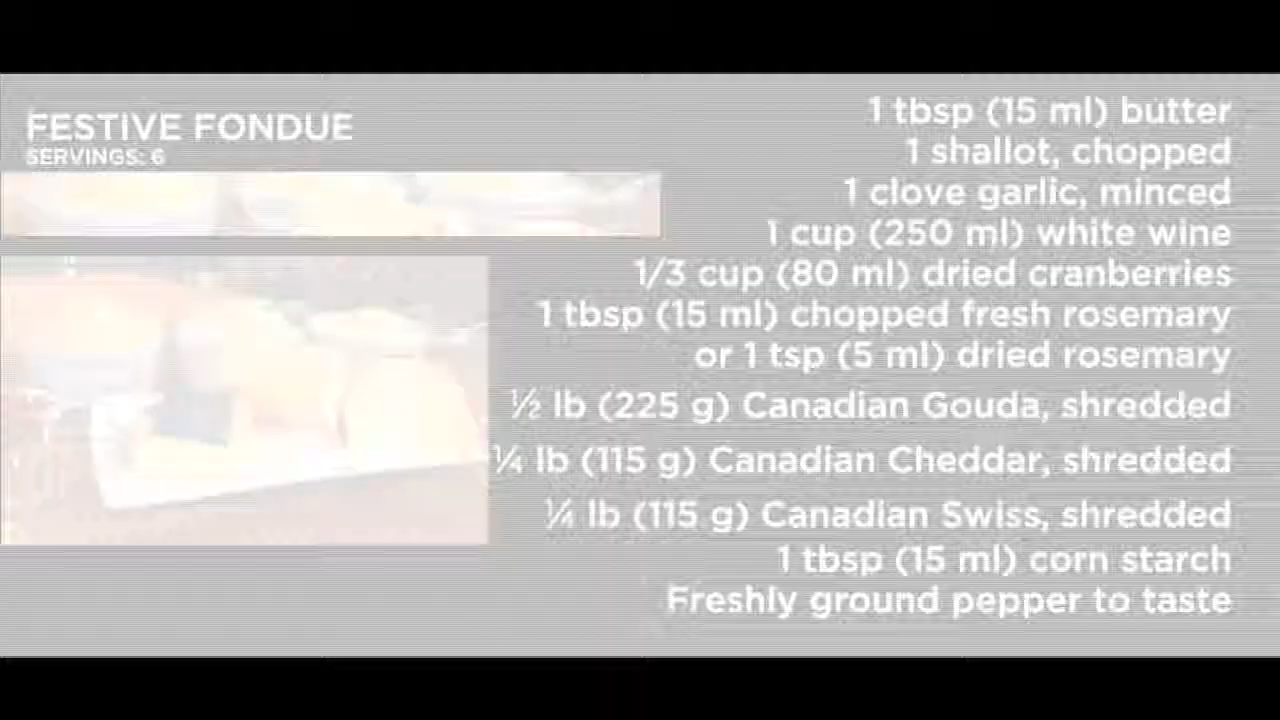 FESTIVE FONDUE
SERVINGS: 6
1 tbsp (15 ml) butter
1 shallot, chopped
1 clove garlic, minced
1 cup (250 ml) white wine
1/3 cup (80 ml) dried cranberries
1 tbsp (15 ml) chopped fresh rosemary
or 1 tsp (5 ml) dried rosemary
½ lb (225 g) Canadian Gouda, shredded
¼ lb (115 g) Canadian Cheddar, shredded
¼ lb (115 g) Canadian Swiss, shredded
1 tbsp (15 ml) corn starch
Freshly ground pepper to taste